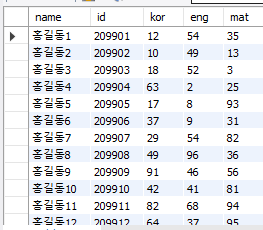 name id kor eng mat
홍길동1 209901 12 54 35
홍길동2 209902 10 49 13
홍길동3 209903 18 52 3
홍길동4 209904 63 2 25
홍길동5 209905 17 8 93
홍길동6 209906 37 9 31
홍길동7 209907 29 54 82
홍길동8 209908 49 96 36
홍길동9 209909 91 46 56
홍길동10 209910 42 41 81
홍길동11 209911 82 68 94
홍길동12 209912 64 37 95